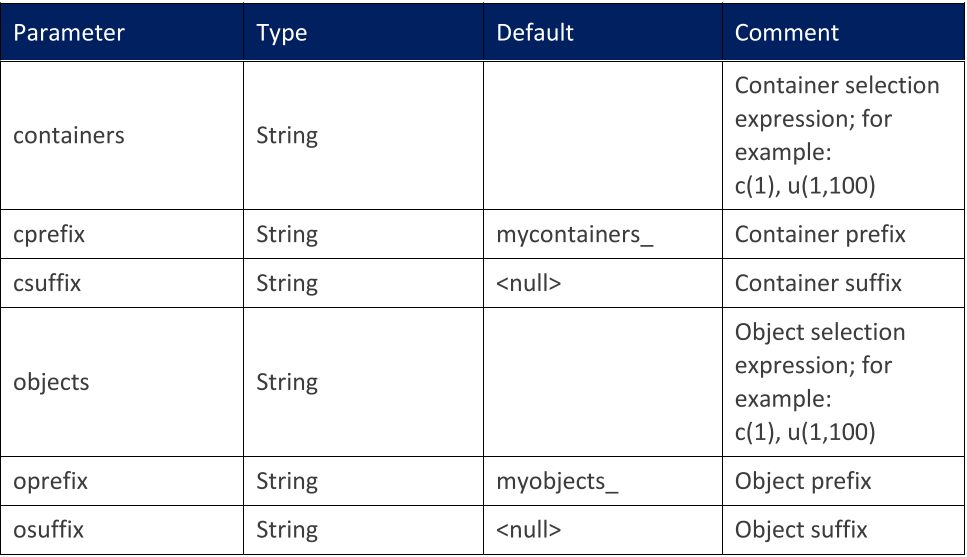 Parameter Type Default Comment
containers String Container selection
expression; for
example:
c(1), u(1,100)
cprefix String mycontainers_ Container prefix
csuffix String <null> Container suffix
objects String Object selection
expression; for
example:
c(1), u(1,100)
oprefix String myobjects_ Object prefix
osuffix String <null> Object suffix